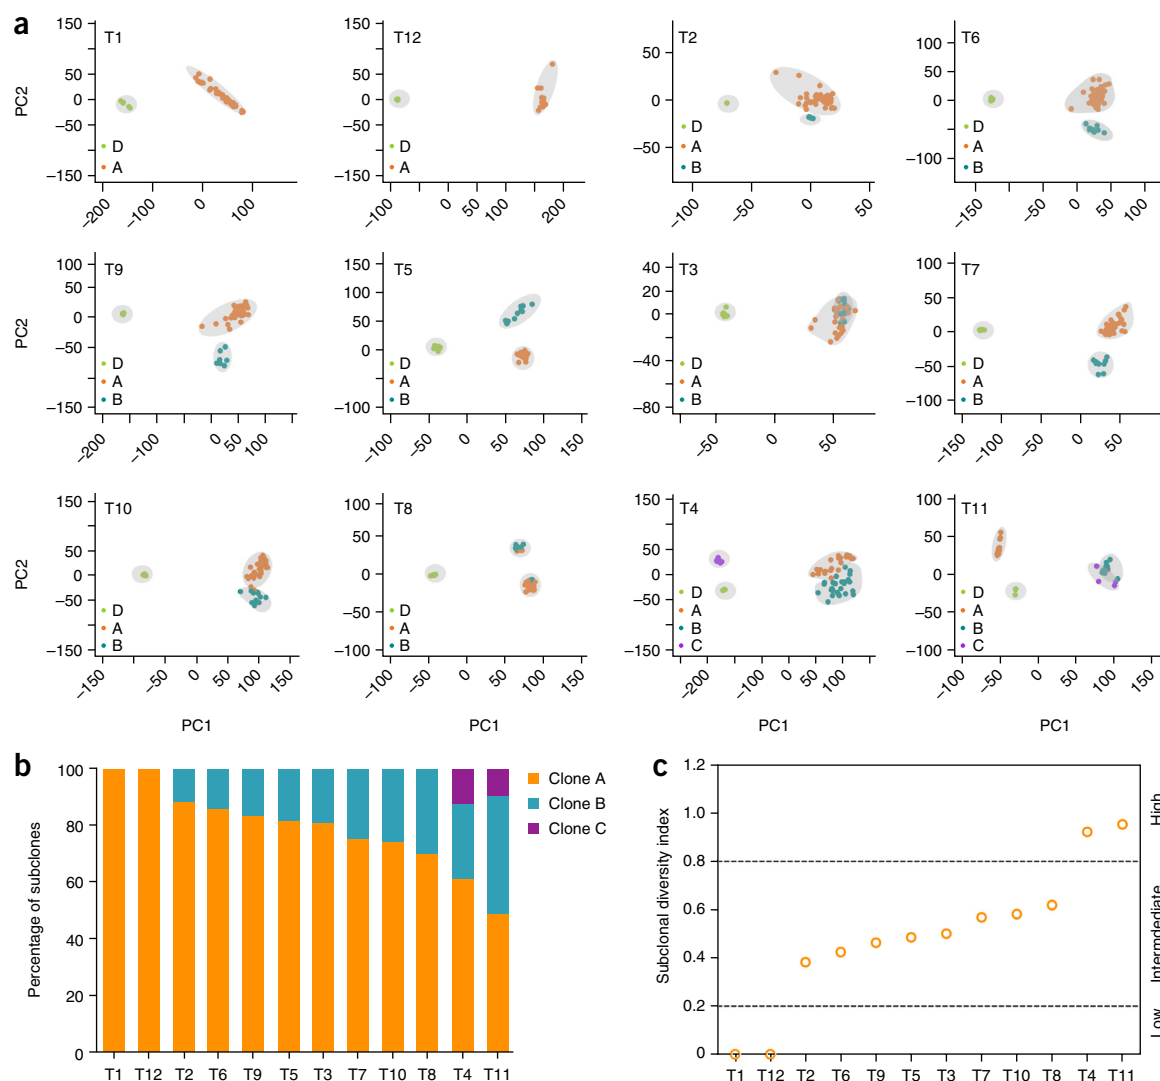 a
PC2
150
50
0
−50
−150
T1
D
A
−200
−100
0
100
150
50
0
−50
−150
T12
D
A
−100
0
50
100
200
50
0
−50
T2
D
A
B
−100
−50
0
50
100
50
0
−100
T6
D
A
B
−150
0
50
100
PC2
100
50
0
−50
−150
T9
D
A
B
−200
−100
0
50
100
150
100
50
0
−100
T5
D
A
B
−100
0
50
100
150
40
20
0
−40
−80
T3
D
A
B
−50
0
50
100
50
0
−50
−100
T7
D
A
B
−150
−100
0
50
PC2
150
50
0
−50
−150
T10
D
A
B
−150
−100
−50
0
50
100
150
PC1
100
50
0
−50
−100
T8
D
A
B
−100
−50
0
50
100
150
PC1
150
50
0
−50
−150
T4
D
A
B
C
−200
−100
0
50
100
PC1
100
50
0
−50
−100
T11
D
A
B
C
−100
−50
0
50
100
150
PC1
b
Percentage of subclones
100
80
60
40
20
0
T1 T12 T2 T6 T9 T5 T3 T7 T10 T8 T4 T11
Clone A
Clone B
Clone C
c
Subclonal diversity index
1.2
1.0
0.8
0.6
0.4
0.2
0
T1 T12 T2 T6 T9 T5 T3 T7 T10 T8 T4 T11
High
Intermdediate
Low